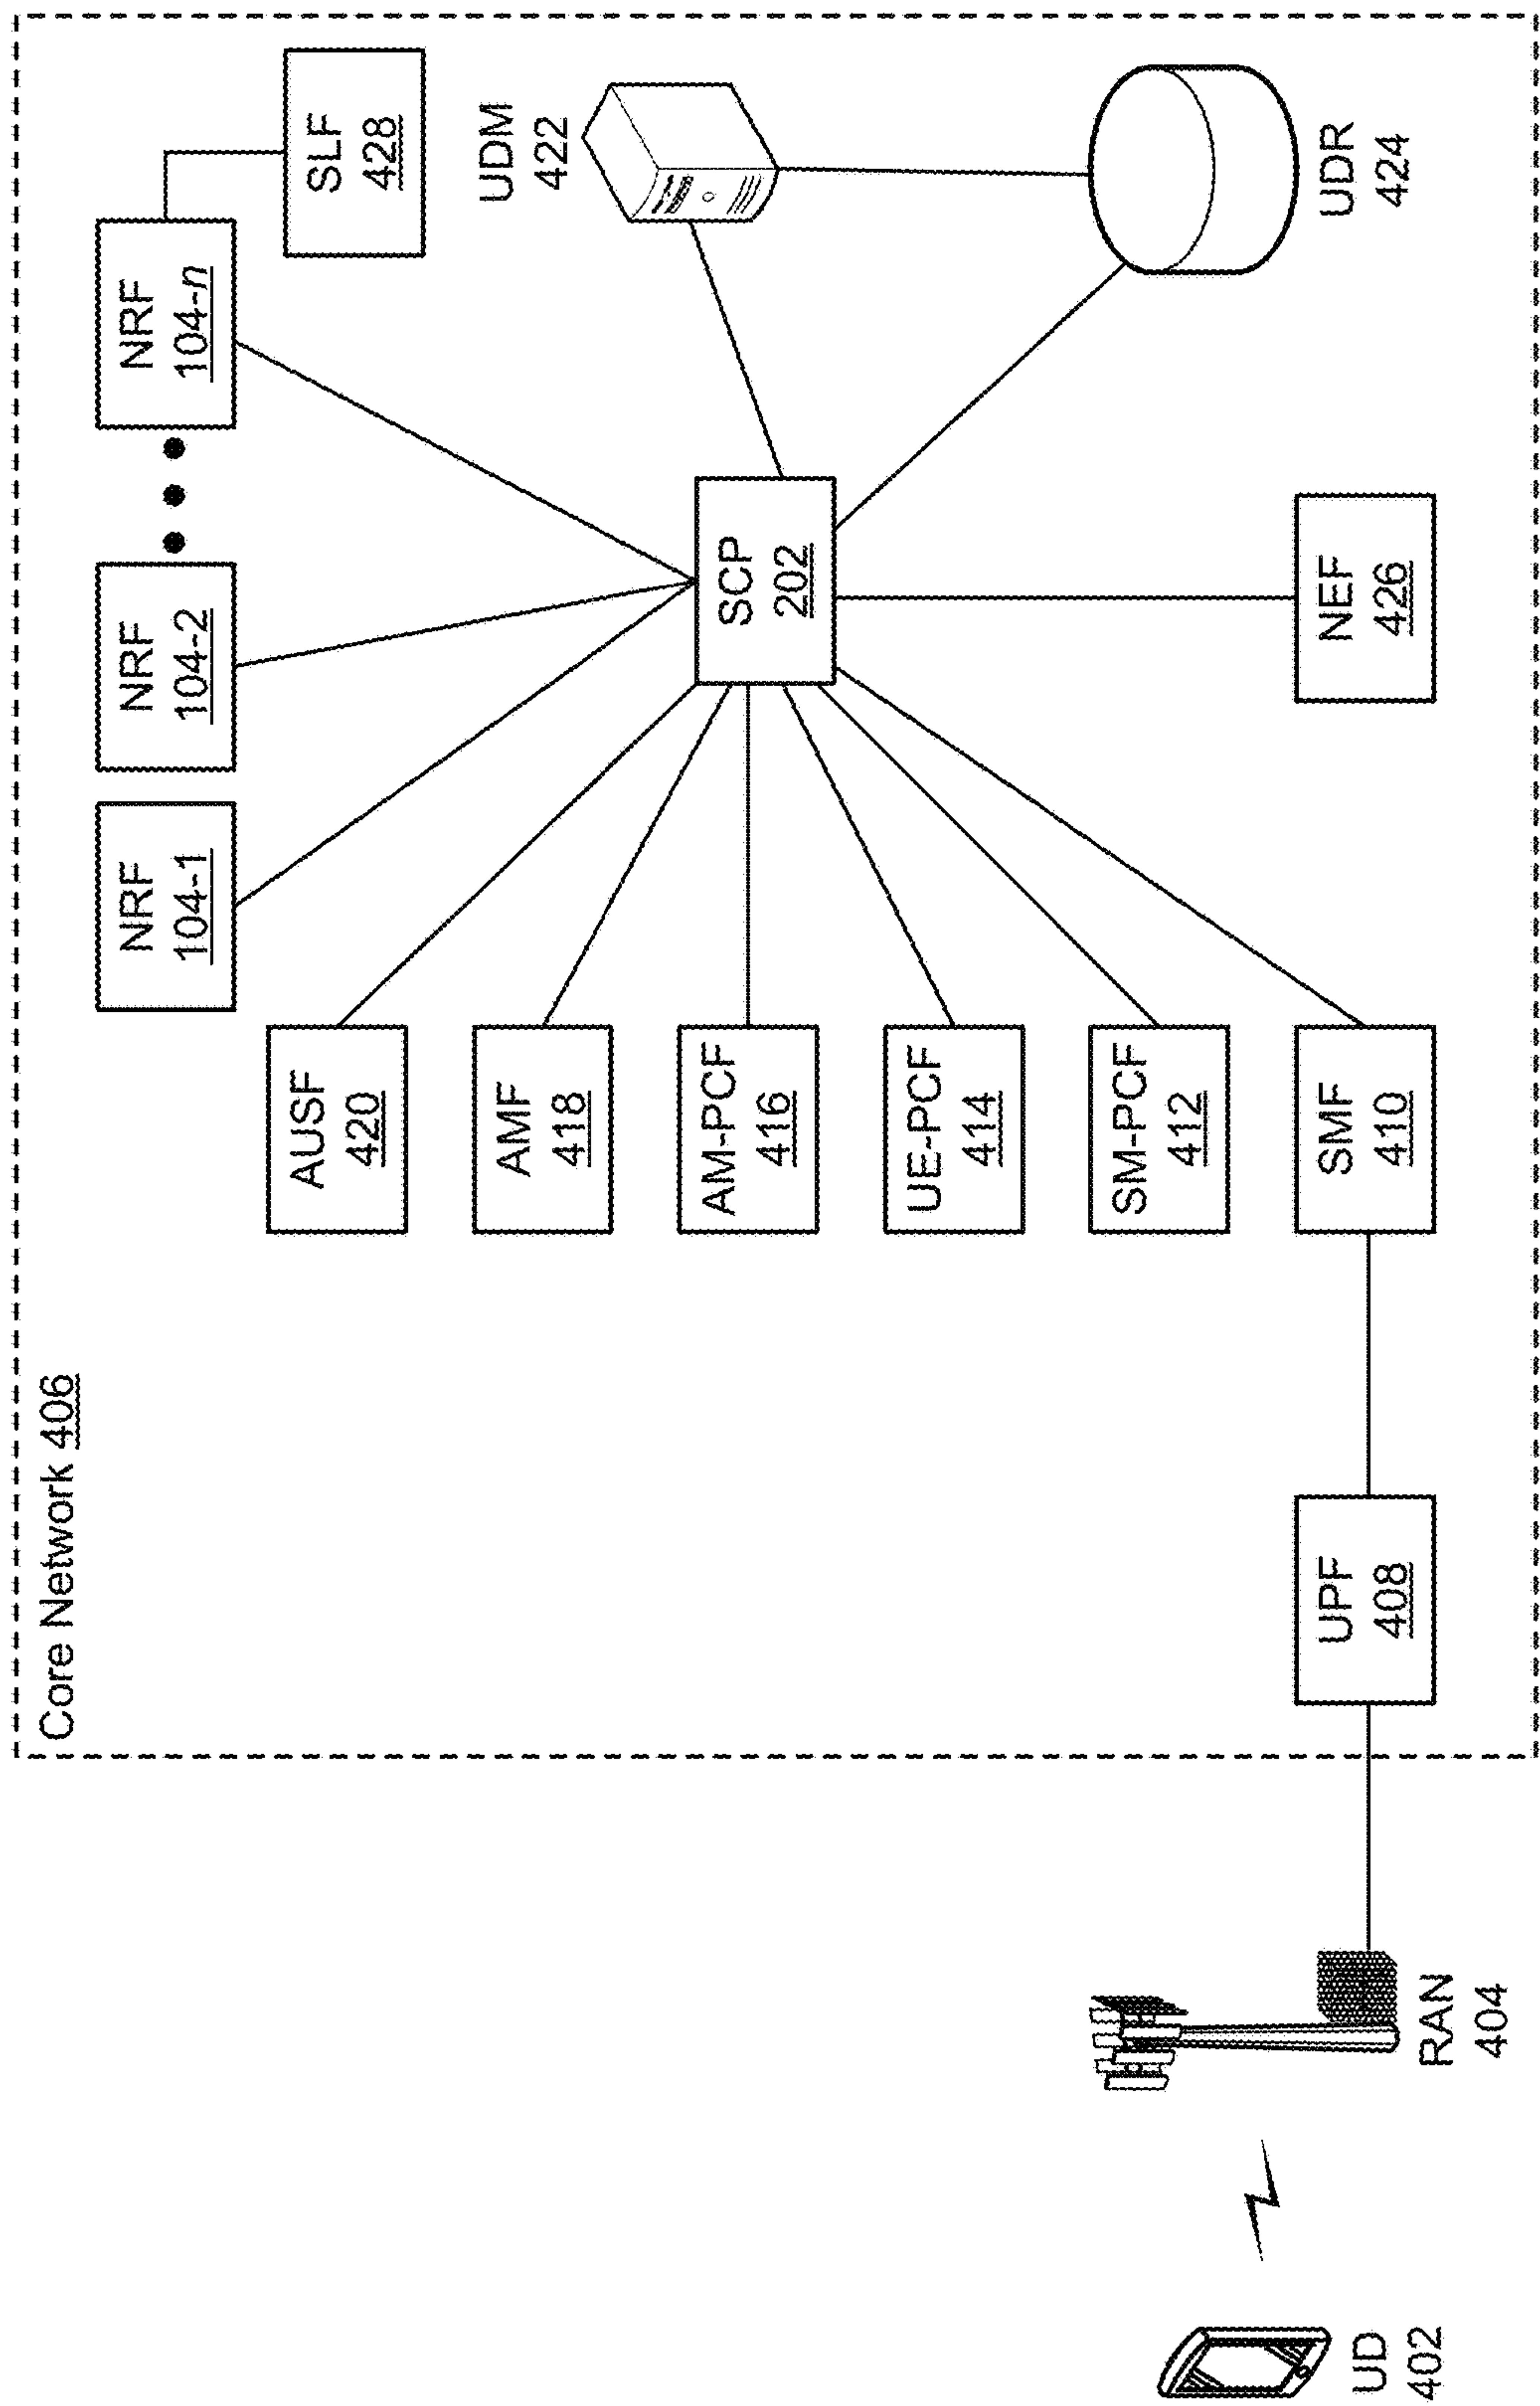 Core Network 406
NRF
104-1
NRF
104-2
NRF
104-n
SLF
428
AUSF
420
AMF
418
AM-PCF
416
UE-PCF
414
SM-PCF
412
SMF
410
SCP
202
UDM
422
UDR
424
NEF
426
UPF
408
RAN
404
UD
402